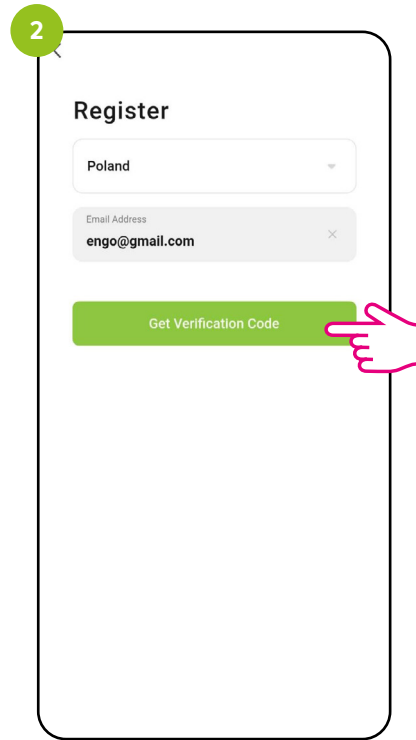 2
Register
Poland
Email Address
engo@gmail.com
Get Verification Code